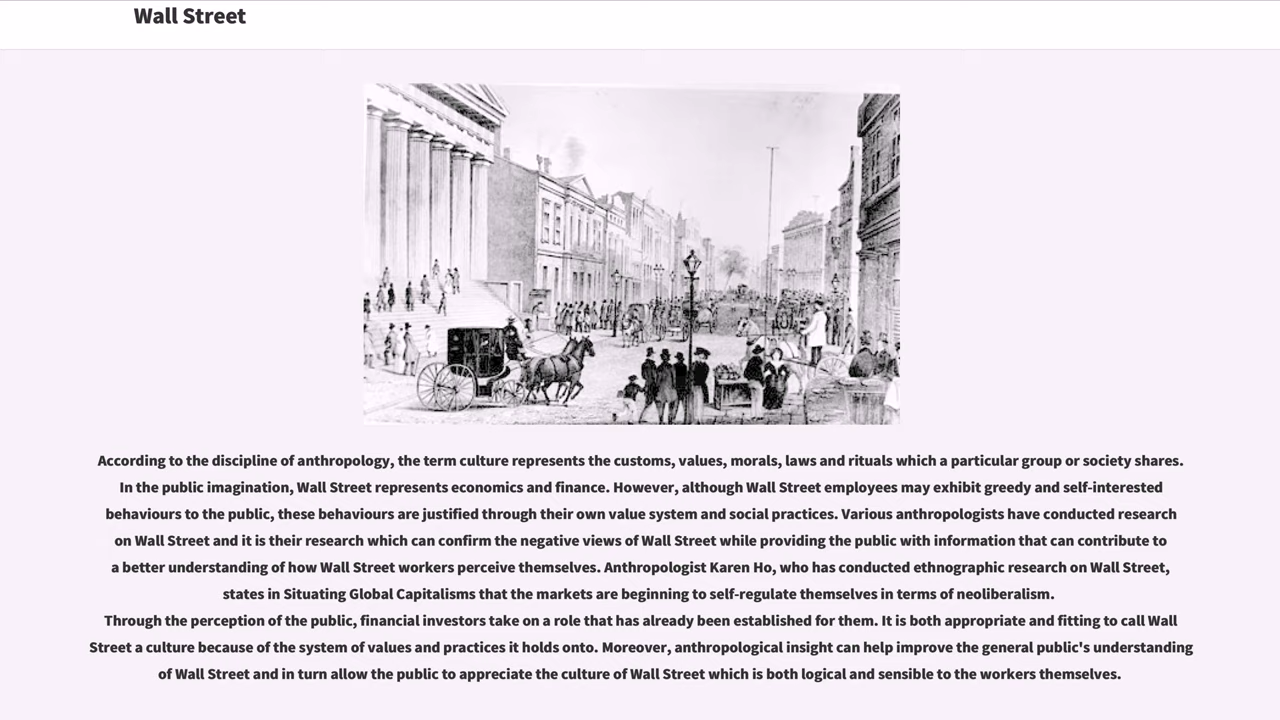 Wall Street
According to the discipline of anthropology, the term culture represents the customs, values, morals, laws and rituals which a particular group or society shares.
In the public imagination, Wall Street represents economics and finance. However, although Wall Street employees may exhibit greedy and self-interested
behaviours to the public, these behaviours are justified through their own value system and social practices. Various anthropologists have conducted research
on Wall Street and it is their research which can confirm the negative views of Wall Street while providing the public with information that can contribute to
a better understanding of how Wall Street workers perceive themselves. Anthropologist Karen Ho, who has conducted ethnographic research on Wall Street,
states in Situating Global Capitalisms that the markets are beginning to self-regulate themselves in terms of neoliberalism.
Through the perception of the public, financial investors take on a role that has already been established for them. It is both appropriate and fitting to call Wall
Street a culture because of the system of values and practices it holds onto. Moreover, anthropological insight can help improve the general public's understanding
of Wall Street and in turn allow the public to appreciate the culture of Wall Street which is both logical and sensible to the workers themselves.